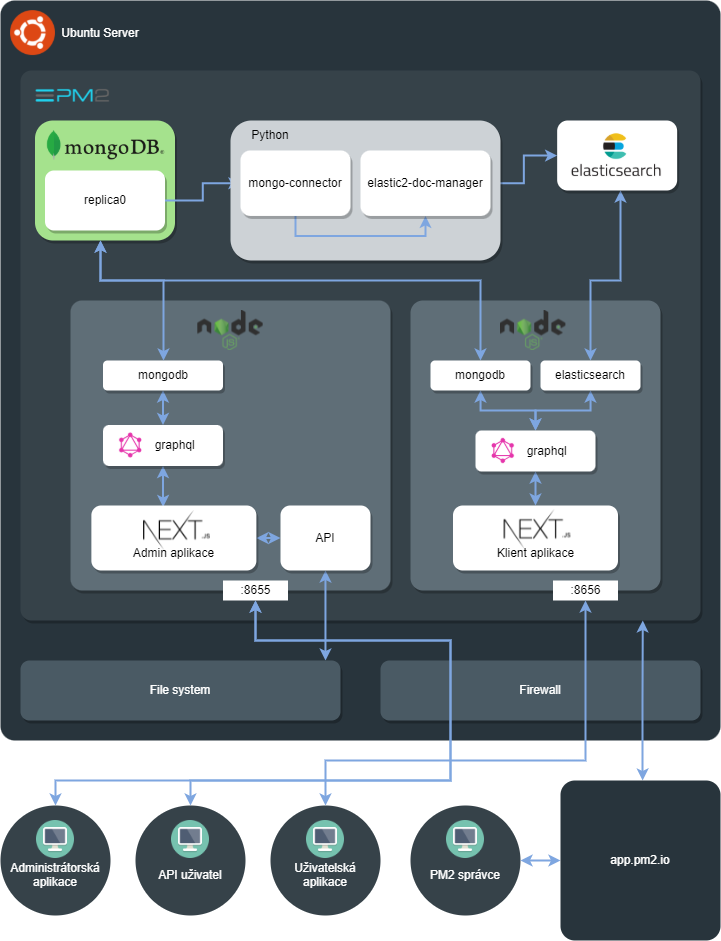 Ubuntu Server
PM2
mongoDB®
replica0
Python
mongo-connector
elastic2-doc-manager
elasticsearch
node
JS
mongodb
graphql
NEXT.JS
Admin aplikace
API
:8655
node
JS
mongodb
elasticsearch
graphql
NEXT.JS
Klient aplikace
:8656
File system
Firewall
Administrátorská
aplikace
API uživatel
Uživatelská
aplikace
PM2 správce
app.pm2.io